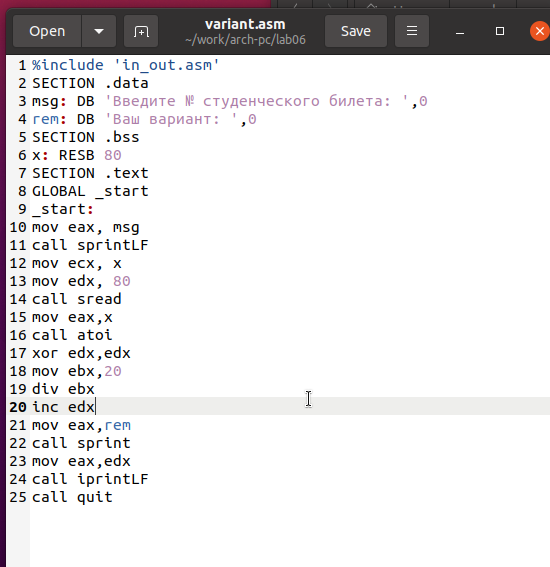 Open
variant.asm
~/work/arch-pc/lab06
Save
1 %include 'in_out.asm'
2 SECTION .data
3 msg: DB 'Введите № студенческого билета: ',0
4 rem: DB 'Ваш вариант: ',0
5 SECTION .bss
6 x: RESB 80
7 SECTION .text
8 GLOBAL _start
9 _start:
10 mov eax, msg
11 call sprintLF
12 mov ecx, x
13 mov edx, 80
14 call sread
15 mov eax,x
16 call atoi
17 xor edx,edx
18 mov ebx,20
19 div ebx
20 inc edx
21 mov eax,rem
22 call sprint
23 mov eax,edx
24 call iprintLF
25 call quit